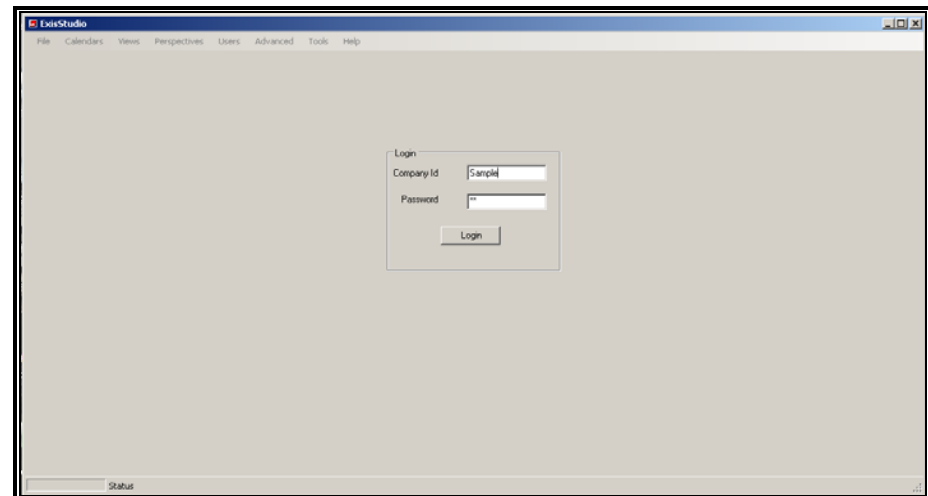 ExisStudio
File Calendars Views Perspectives Users Advanced Tools Help
Login
Company Id Sample
Password **
Login
Status